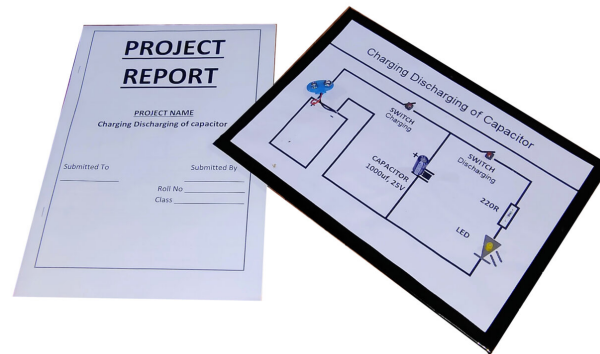 PROJECT
REPORT
PROJECT NAME
Charging Discharging of capacitor
Submitted To
Submitted By
Roll No
Class
Charging Discharging of Capacitor
SWITCH
Charging
SWITCH
Discharging
CAPACITOR
1000uf, 25V
220R
LED